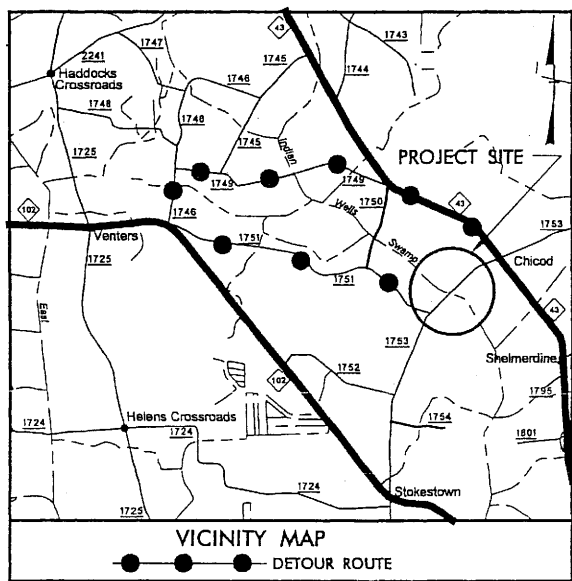 43
1743
1747
2241
1745
1744
Haddocks
Crossroads
1746
1748
1748
1745
Indian
1725
PROJECT SITE
1749
1749
1750
1746
Wells
43
1753
102
Swamp
Venters
1751
Chicod
1725
1751
43
East
1753
Shelmerdine
1752
102
1795
Helens Crossroads
1754
1724
1724
1801
1724
Stokestown
1725
VICINITY MAP
DETOUR ROUTE